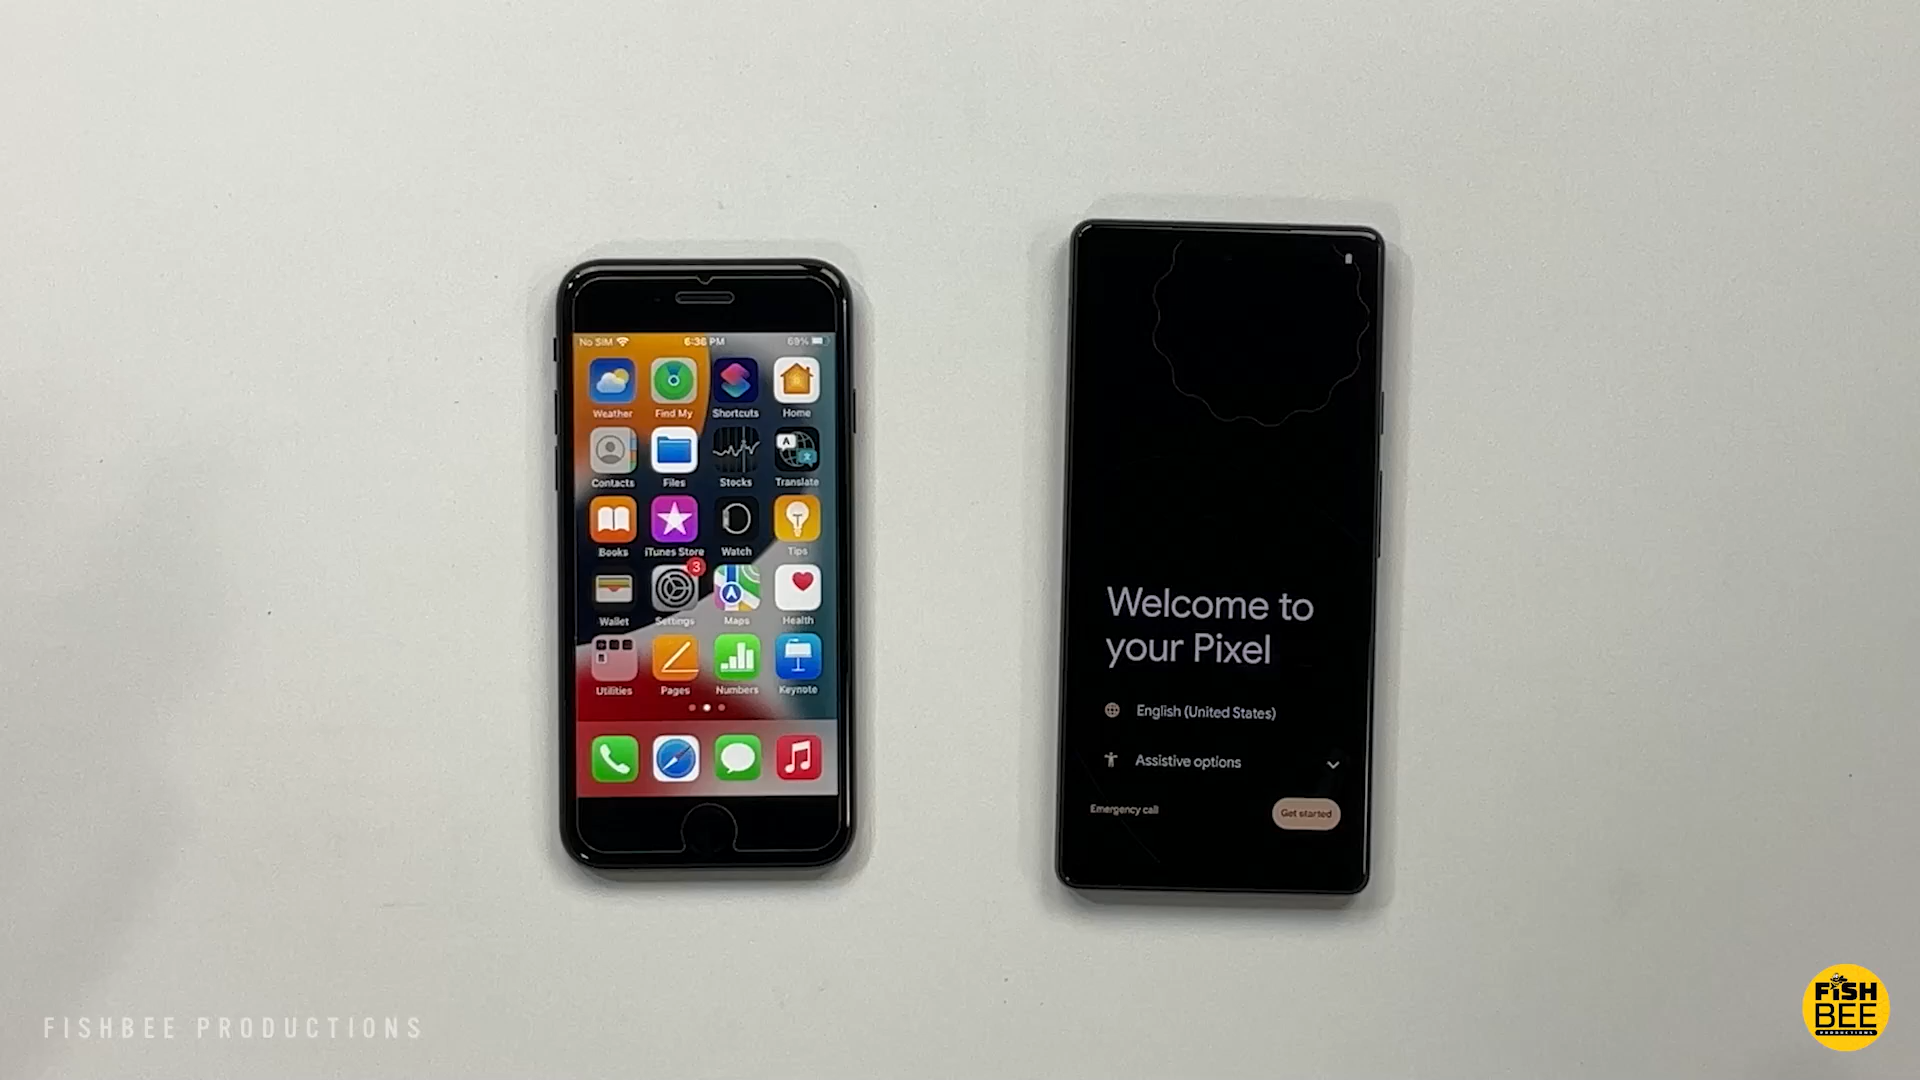 No SIM 6:36 PM 69%
Weather Find My Shortcuts Home
Contacts Files Stocks Translate
Books iTunes Store Watch Tips
3
Wallet Settings Maps Health
Utilities Pages Numbers Keynote
Welcome to
your Pixel
English (United States)
Assistive options
Emergency call Get started
FISHBEE PRODUCTIONS
FiSH
BEE
PRODUCTIONS